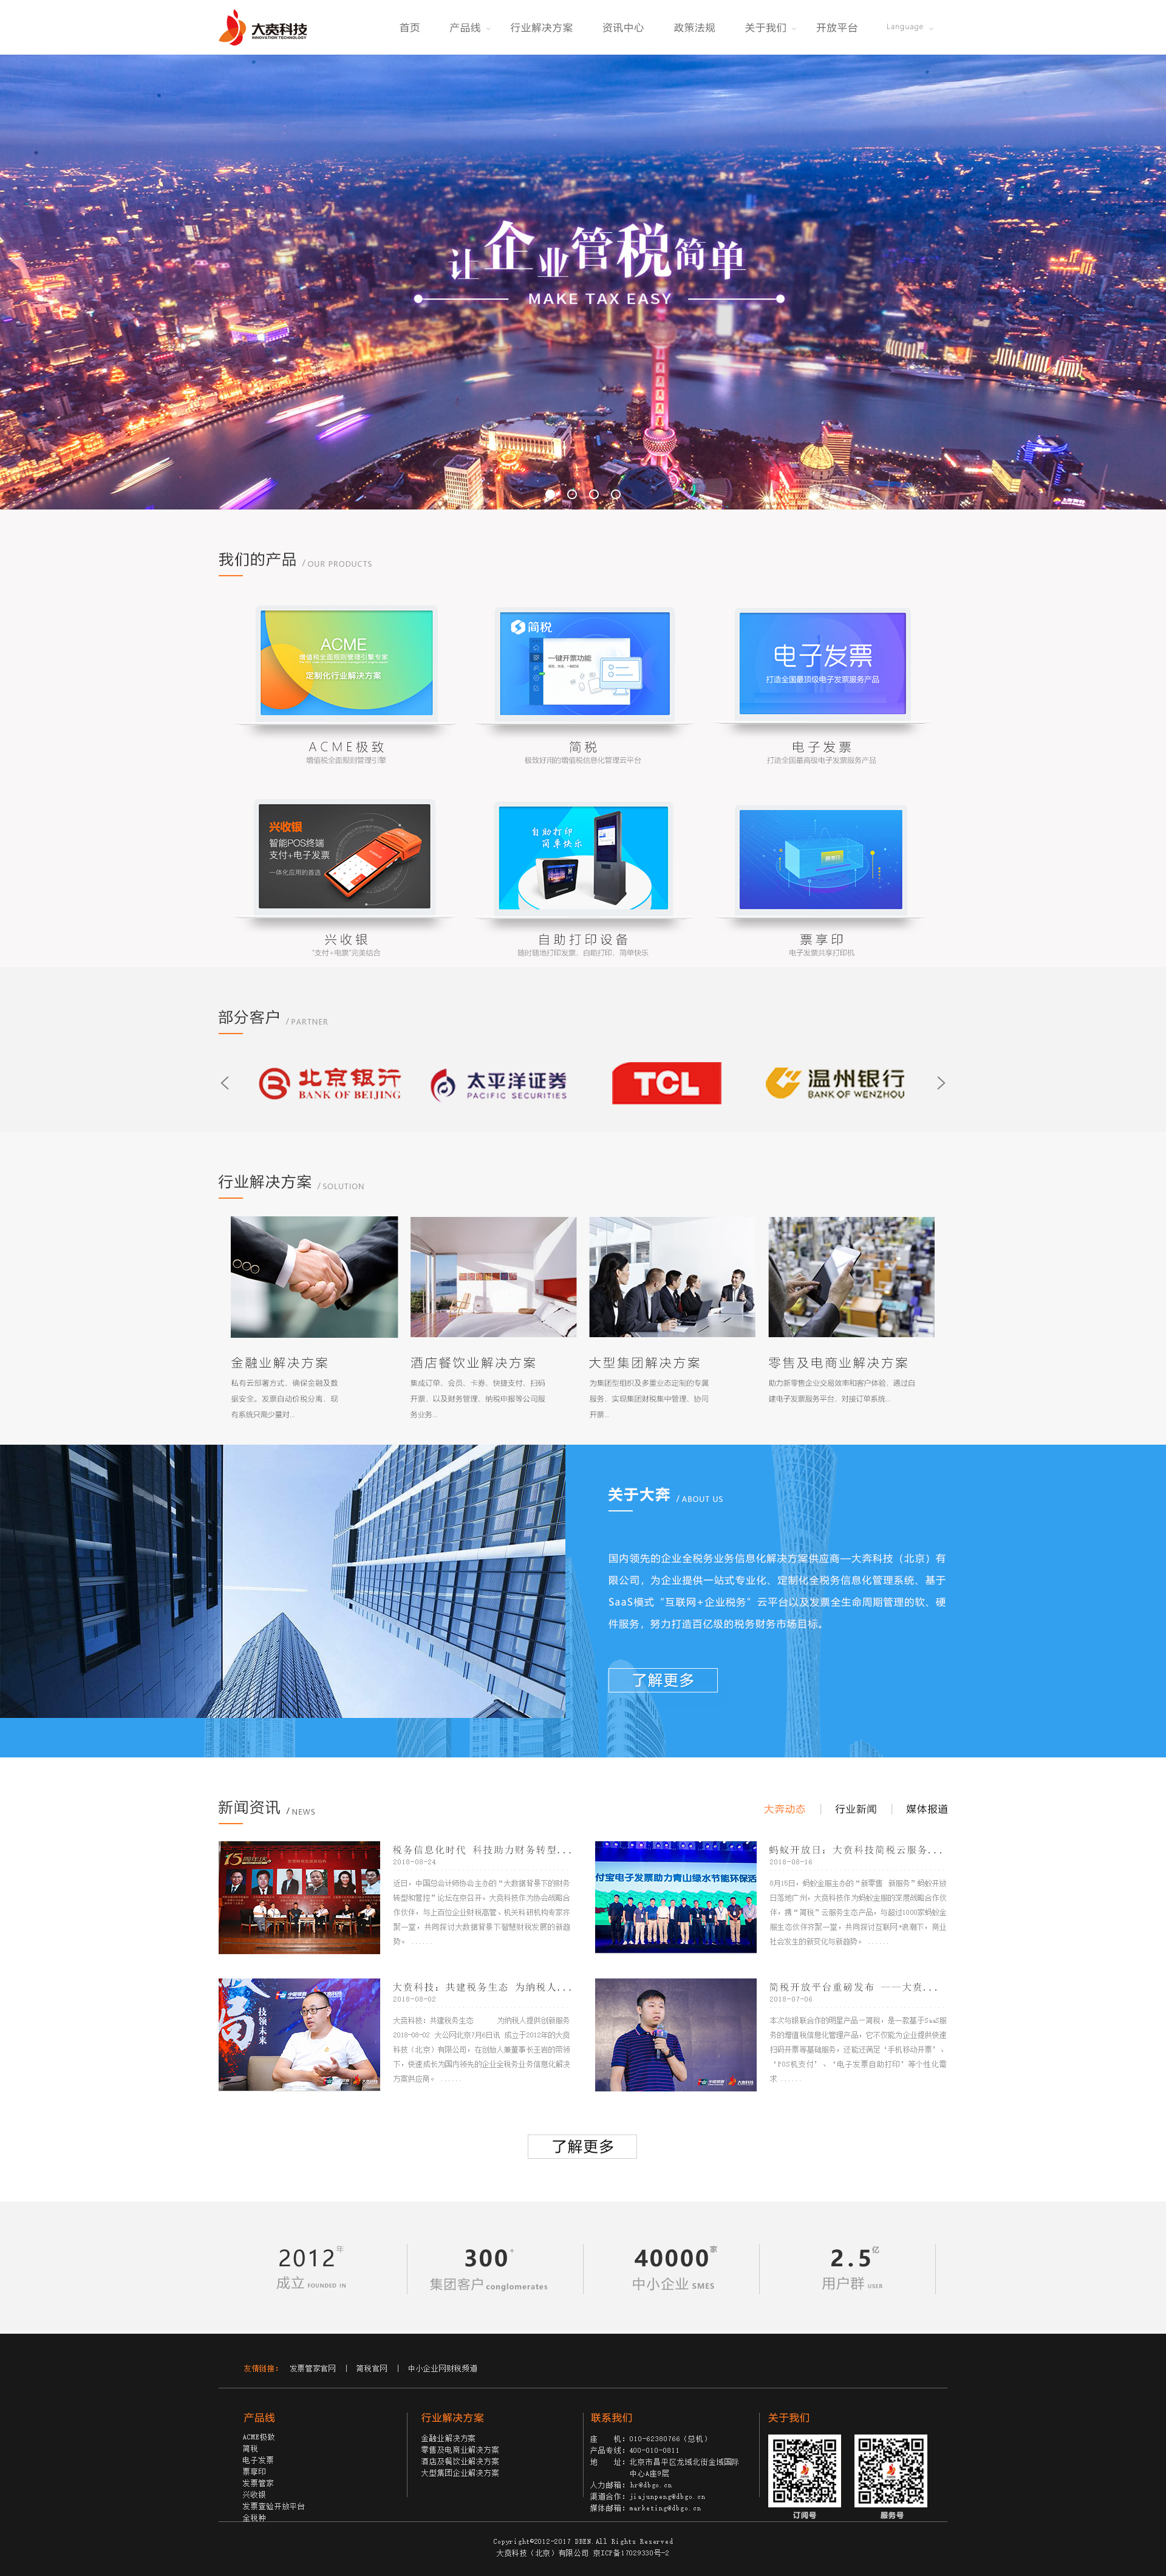 大贲科技
INNOVATION TECHNOLOGY
首页 产品线 行业解决方案 资讯中心 政策法规 关于我们 开放平台 Language
让企业管税简单
MAKE TAX EASY
我们的产品 / OUR PRODUCTS
ACME
增值税全面规则管理引擎专家
定制化行业解决方案
简税
一键开票功能
电子发票
打造全国最顶级电子发票服务产品
ACME极致
增值税全面规则管理引擎
简税
极致好用的增值税信息化管理云平台
电子发票
打造全国最高级电子发票服务产品
兴收银
智能POS终端
支付+电子发票
一体化应用的首选
自助打印
简单快乐
票享印
兴收银
“支付+电票”完美结合
自助打印设备
随时随地打印发票、自助打印、简单快乐
票享印
电子发票共享打印机
部分客户 / PARTNER
北京银行
BANK OF BEIJING
太平洋证券
PACIFIC SECURITIES
TCL
温州银行
BANK OF WENZHOU
行业解决方案 / SOLUTION
金融业解决方案
私有云部署方式，确保金融及数
据安全。发票自动价税分离，现
有系统只需少量对...
酒店餐饮业解决方案
集成订单、会员、卡券、快捷支付、扫码
开票，以及财务管理、纳税申报等公司服
务业务...
大型集团解决方案
为集团型组织及多重业态定制的专属
服务，实现集团财税集中管理、协同
开票...
零售及电商业解决方案
助力新零售企业交易效率和客户体验，通过自
建电子发票服务平台，对接订单系统...
关于大奔 / ABOUT US
国内领先的企业全税务业务信息化解决方案供应商—大奔科技（北京）有
限公司，为企业提供一站式专业化、定制化全税务信息化管理系统、基于
SaaS模式“互联网+企业税务”云平台以及发票全生命周期管理的软、硬
件服务，努力打造百亿级的税务财务市场目标。
了解更多
新闻资讯 / NEWS
大奔动态 | 行业新闻 | 媒体报道
15周年庆
税务信息化时代 科技助力财务转型...
2018-08-24
近日，中国总会计师协会主办的“大数据背景下的财务
转型和管控”论坛在京召开，大贲科技作为协会战略合
作伙伴，与上百位企业财税高管、机关科研机构专家齐
聚一堂，共同探讨大数据背景下智慧财税发展的新趋
势。......
付宝电子发票助力青山绿水节能环保活
蚂蚁开放日：大贲科技简税云服务...
2018-08-16
8月15日，蚂蚁金服主办的“新零售 新服务”蚂蚁开放
日落地广州，大贲科技作为蚂蚁金服的深度战略合作伙
伴，携“简税”云服务生态产品，与超过1000家蚂蚁金
服生态伙伴齐聚一堂，共同探讨互联网+浪潮下，商业
社会发生的新变化与新趋势。......
技领未来
大贲科技：共建税务生态 为纳税人...
2018-08-02
大贲科技：共建税务生态 为纳税人提供创新服务
2018-08-02 大公网北京7月6日讯 成立于2012年的大贲
科技（北京）有限公司，在创始人兼董事长王岩的带领
下，快速成长为国内领先的企业全税务业务信息化解决
方案供应商。......
简税开放平台重磅发布 ——大贲...
2018-07-06
本次与银联合作的明星产品—简税，是一款基于SaaS服
务的增值税信息化管理产品，它不仅能为企业提供快速
扫码开票等基础服务，还能还满足‘手机移动开票’、
‘POS机支付’、‘电子发票自助打印’等个性化需
求......
了解更多
2012年
成立 FOUNDED IN
300+
集团客户 conglomerates
40000家
中小企业 SMES
2.5亿
用户群 USER
友情链接： 发票管家官网 | 简税官网 | 中小企业网财税频道
产品线
ACME极致
简税
电子发票
票享印
发票管家
兴收银
发票查验开放平台
全税种
行业解决方案
金融业解决方案
零售及电商业解决方案
酒店及餐饮业解决方案
大型集团企业解决方案
联系我们
座 机：010-62380766（总机）
产品专线：400-010-0811
地 址：北京市昌平区龙域北街金域国际
中心A座9层
人力邮箱：hr@dbgo.cn
渠道合作：jiajunpeng@dbgo.cn
媒体邮箱：marketing@dbgo.cn
关于我们
订阅号
服务号
Copyright©2012-2017 DBEN.All Rights Reserved
大贲科技（北京）有限公司 京ICP备17029330号-2